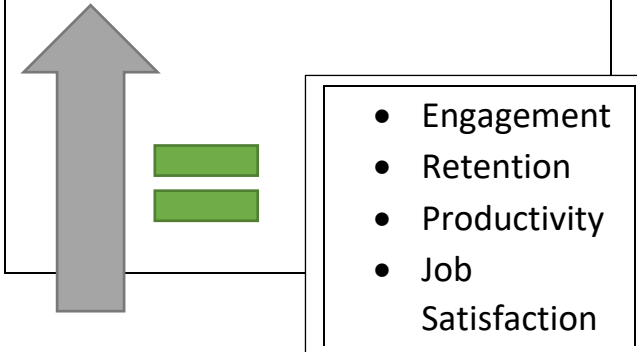 • Engagement
• Retention
• Productivity
• Job
Satisfaction